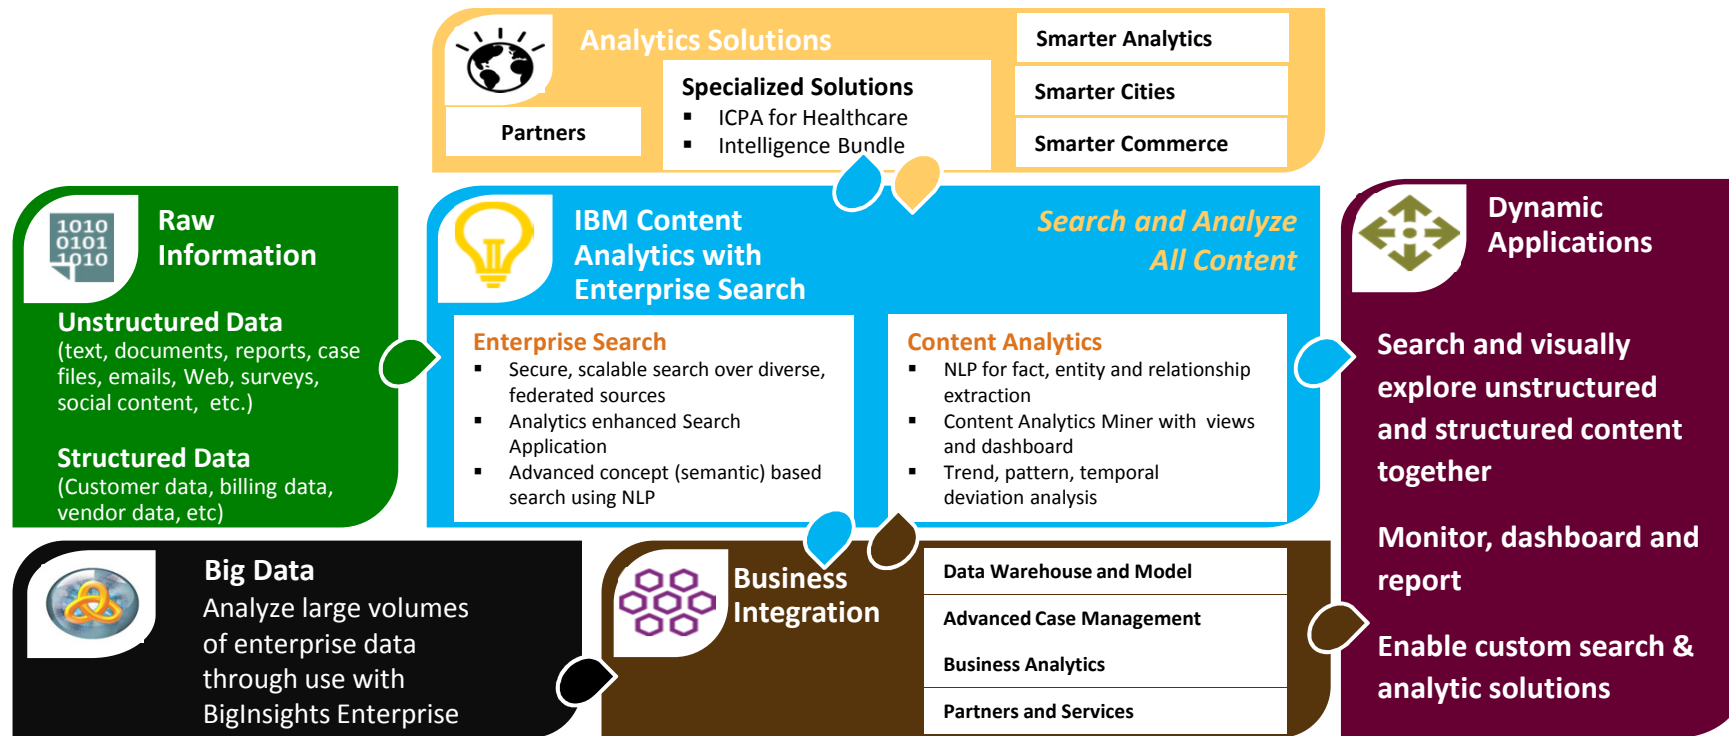 Analytics Solutions
Partners
Specialized Solutions
▪ ICPA for Healthcare
▪ Intelligence Bundle
Smarter Analytics
Smarter Cities
Smarter Commerce
1010
0101
1010
Raw
Information
Unstructured Data
(text, documents, reports, case
files, emails, Web, surveys,
social content, etc.)
Structured Data
(Customer data, billing data,
vendor data, etc)
IBM Content
Analytics with
Enterprise Search
Search and Analyze
All Content
Enterprise Search
▪ Secure, scalable search over diverse,
federated sources
▪ Analytics enhanced Search
Application
▪ Advanced concept (semantic) based
search using NLP
Content Analytics
▪ NLP for fact, entity and relationship
extraction
▪ Content Analytics Miner with views
and dashboard
▪ Trend, pattern, temporal
deviation analysis
Dynamic
Applications
Search and visually
explore unstructured
and structured content
together
Monitor, dashboard and
report
Enable custom search &
analytic solutions
Big Data
Analyze large volumes
of enterprise data
through use with
BigInsights Enterprise
Business
Integration
Data Warehouse and Model
Advanced Case Management
Business Analytics
Partners and Services